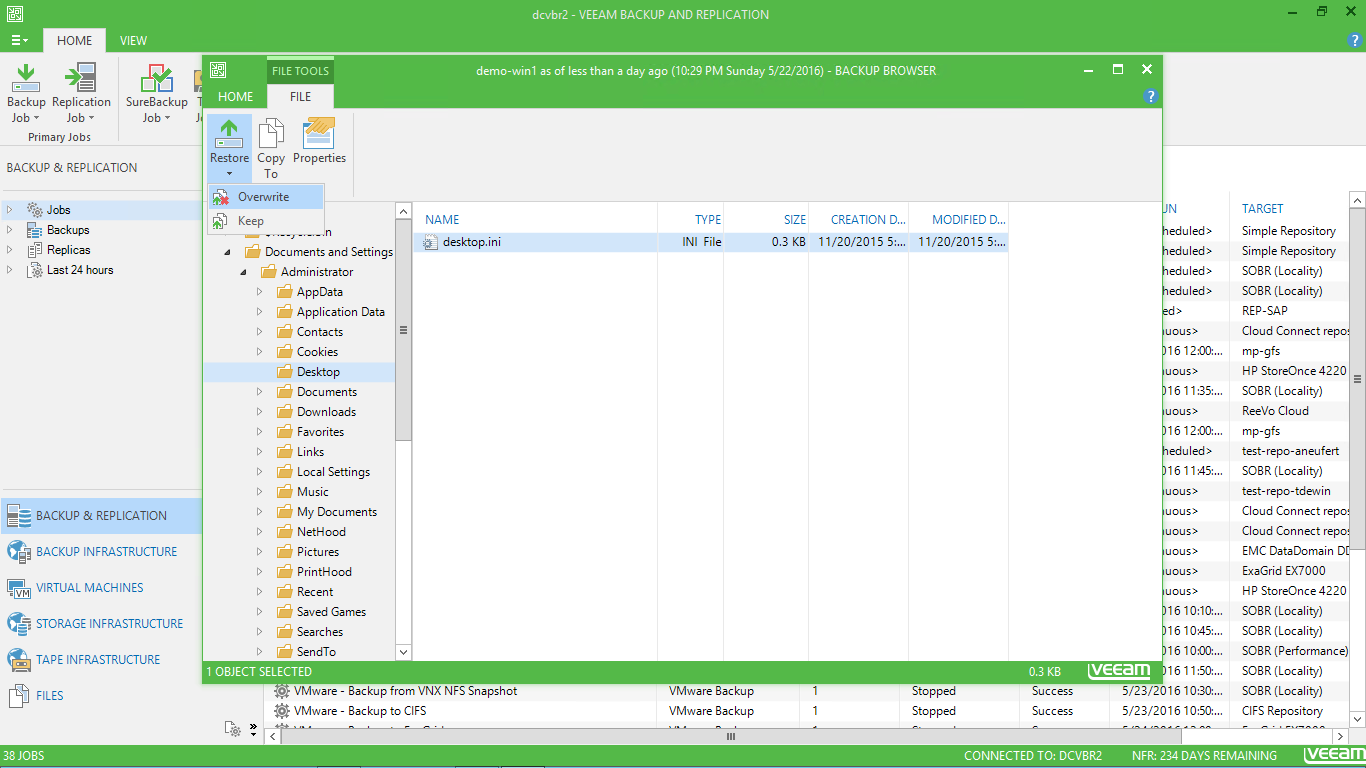 dcvbr2 - VEEAM BACKUP AND REPLICATION
HOME VIEW
Backup Job
Replication Job
SureBackup Job
Primary Jobs
BACKUP & REPLICATION
Jobs
Backups
Replicas
Last 24 hours
BACKUP & REPLICATION
BACKUP INFRASTRUCTURE
VIRTUAL MACHINES
STORAGE INFRASTRUCTURE
TAPE INFRASTRUCTURE
FILES
FILE TOOLS
demo-win1 as of less than a day ago (10:29 PM Sunday 5/22/2016) - BACKUP BROWSER
HOME FILE
Restore
Copy To
Properties
Overwrite
Keep
Documents and Settings
Administrator
AppData
Application Data
Contacts
Cookies
Desktop
Documents
Downloads
Favorites
Links
Local Settings
Music
My Documents
NetHood
Pictures
PrintHood
Recent
Saved Games
Searches
SendTo
NAME TYPE SIZE CREATION D... MODIFIED D...
desktop.ini INI File 0.3 KB 11/20/2015 5:... 11/20/2015 5:...
1 OBJECT SELECTED 0.3 KB veeam
UN TARGET
heduled> Simple Repository
heduled> Simple Repository
heduled> SOBR (Locality)
heduled> SOBR (Locality)
ed> REP-SAP
nuous> Cloud Connect repos
016 12:00:... mp-gfs
nuous> HP StoreOnce 4220
016 11:35:... SOBR (Locality)
nuous> ReeVo Cloud
016 12:00:... mp-gfs
heduled> test-repo-aneufert
016 11:45:... SOBR (Locality)
nuous> test-repo-tdewin
nuous> Cloud Connect repos
nuous> Cloud Connect repos
nuous> EMC DataDomain DD
nuous> ExaGrid EX7000
nuous> HP StoreOnce 4220
016 10:10:... SOBR (Locality)
016 10:45:... SOBR (Locality)
016 10:00:... SOBR (Performance)
016 11:50:... SOBR (Locality)
VMware - Backup from VNX NFS Snapshot VMware Backup 1 Stopped Success 5/23/2016 10:30:... SOBR (Locality)
VMware - Backup to CIFS VMware Backup 1 Stopped Success 5/23/2016 10:50:... CIFS Repository
38 JOBS CONNECTED TO: DCVBR2 NFR: 234 DAYS REMAINING veeam